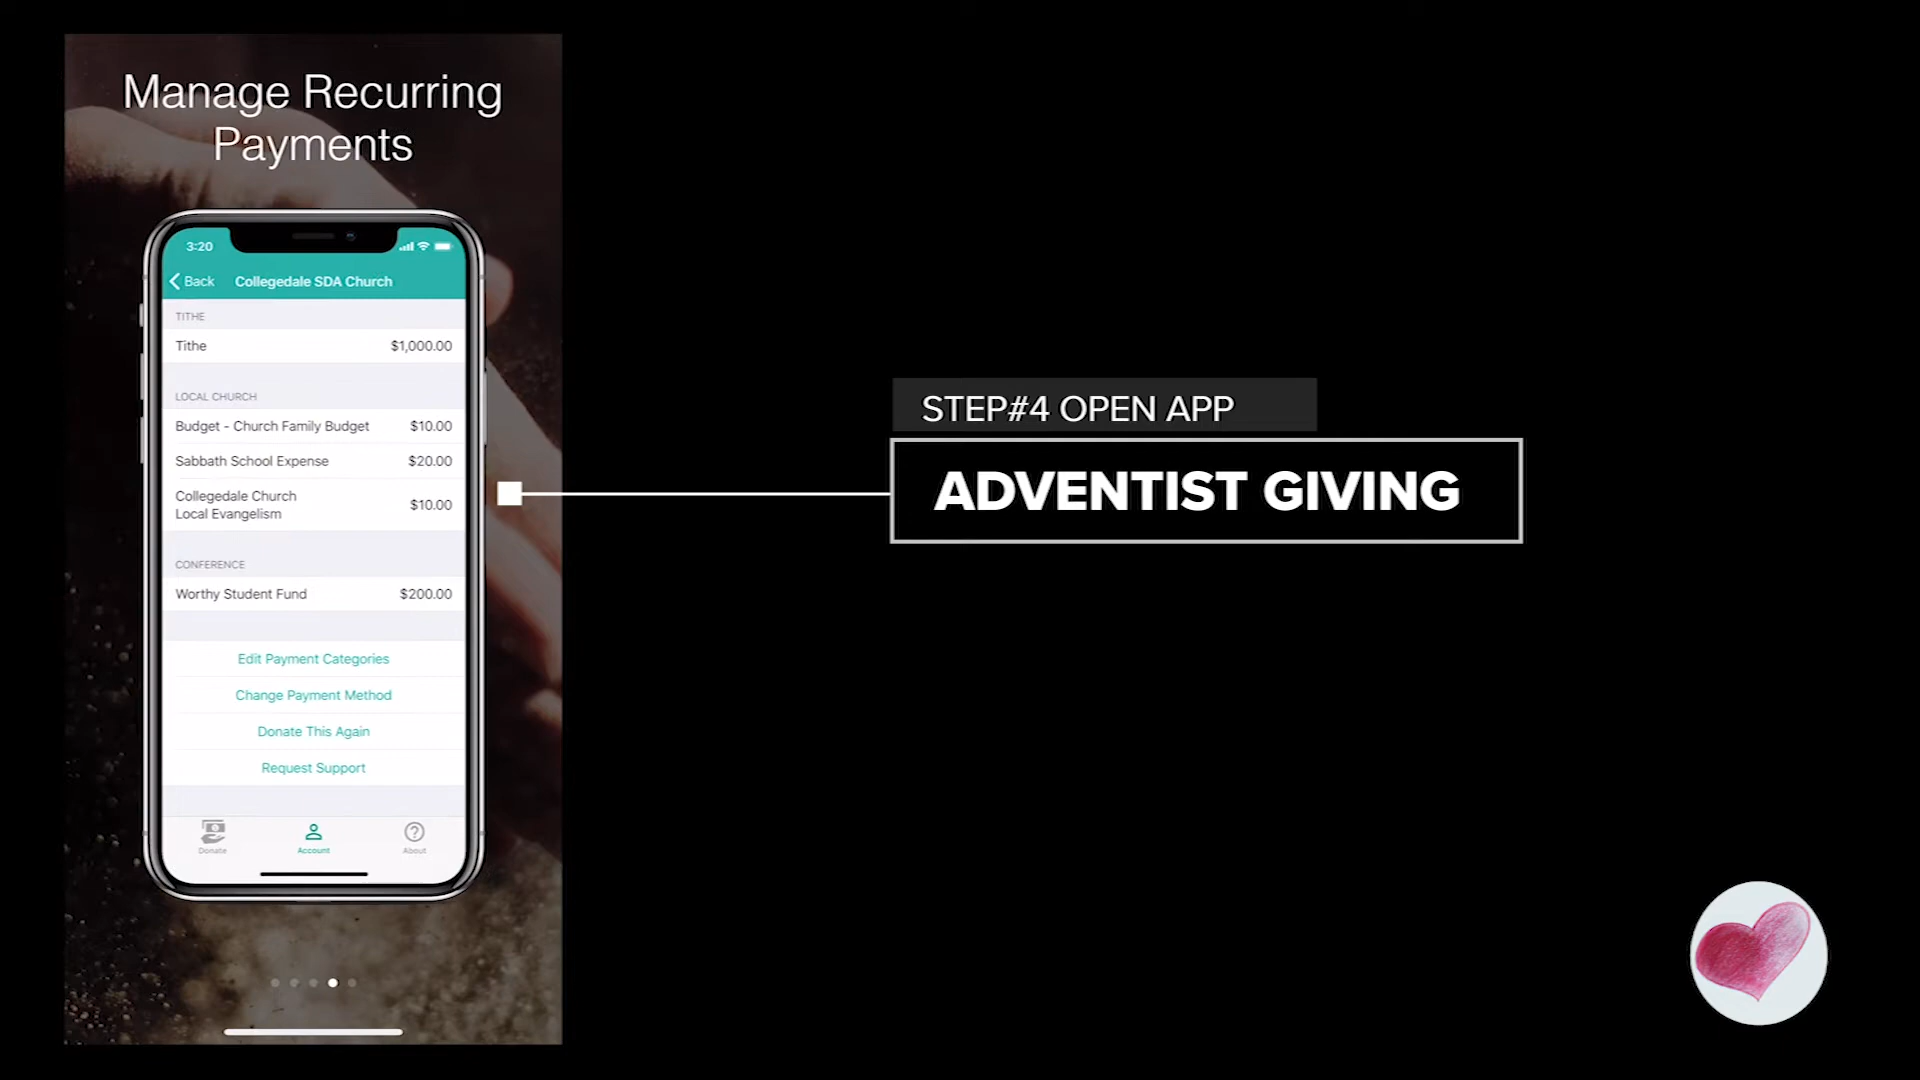 Manage Recurring
Payments
3:20
Back
Collegedale SDA Church
TITHE
Tithe $1,000.00
LOCAL CHURCH
Budget - Church Family Budget $10.00
Sabbath School Expense $20.00
Collegedale Church
Local Evangelism $10.00
CONFERENCE
Worthy Student Fund $200.00
Edit Payment Categories
Change Payment Method
Donate This Again
Request Support
Donate Account About
STEP#4 OPEN APP
ADVENTIST GIVING